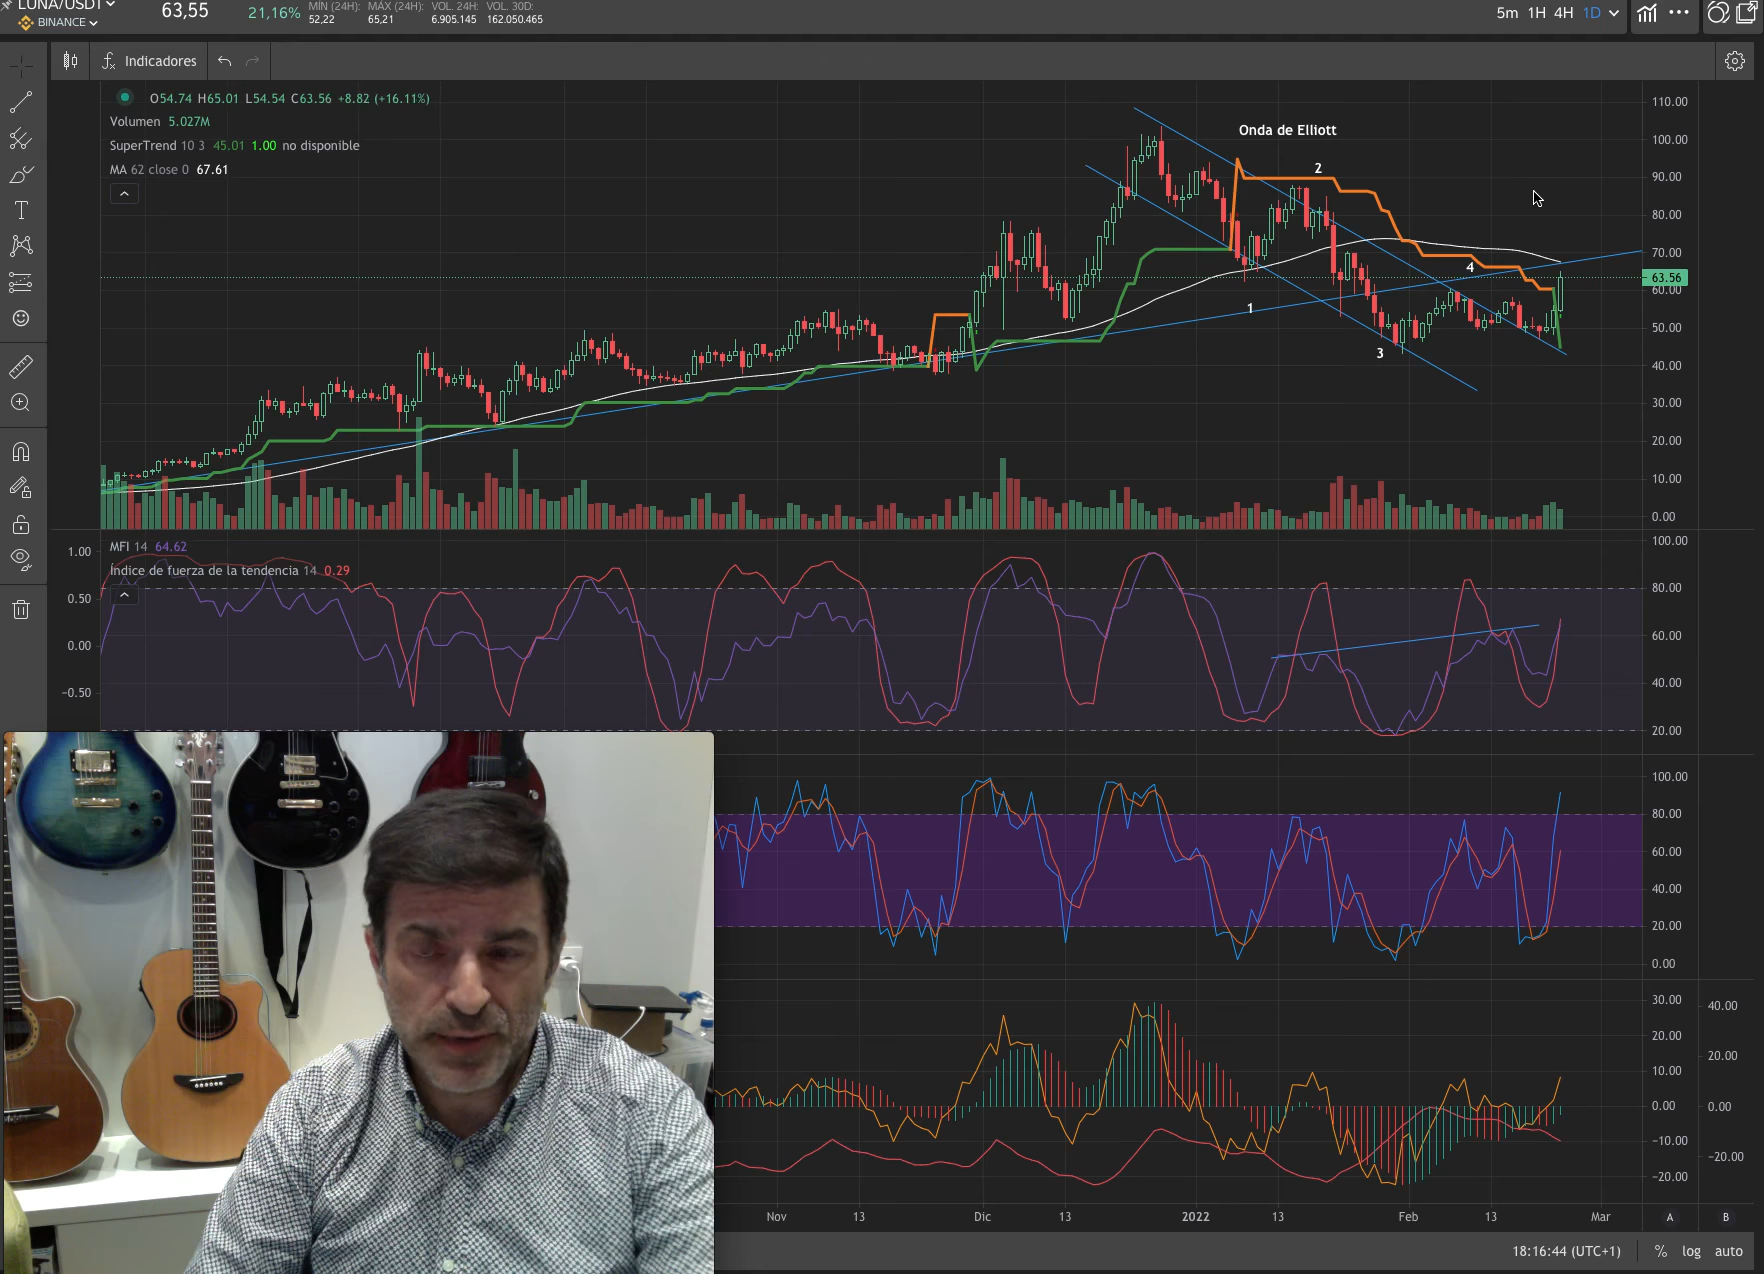 LUNA/USDT
BINANCE
63,55
21,16%
MÍN (24H):
52,22
MÁX (24H):
65,21
VOL. 24H:
6.905.145
VOL. 30D:
162.050.465
5m 1H 4H 1D
Indicadores
O54.74 H65.01 L54.54 C63.56 +8.82 (+16.11%)
Volumen 5.027M
SuperTrend 10 3 45.01 1.00 no disponible
MA 62 close 0 67.61
Onda de Elliott
2
4
1
3
110.00
100.00
90.00
80.00
70.00
63.56
60.00
50.00
40.00
30.00
20.00
10.00
0.00
MFI 14 64.62
Índice de fuerza de la tendencia 14 0.29
1.00
0.50
0.00
−0.50
100.00
80.00
60.00
40.00
20.00
100.00
80.00
60.00
40.00
20.00
0.00
30.00
20.00
10.00
0.00
−10.00
−20.00
40.00
20.00
0.00
−20.00
Nov 13 Dic 13 2022 13 Feb 13 Mar A B
18:16:44 (UTC+1) % log auto